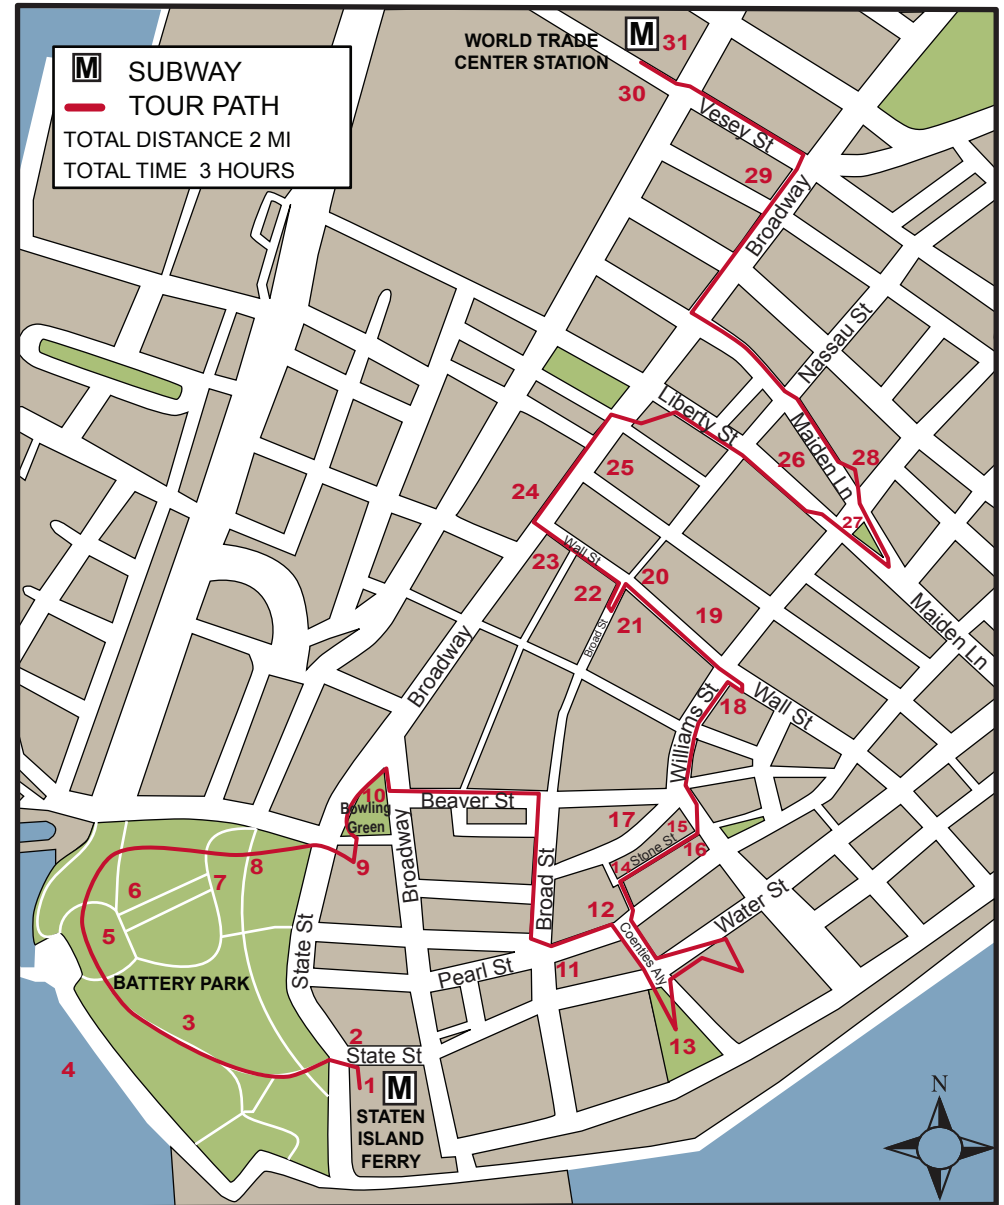 M SUBWAY
TOUR PATH
TOTAL DISTANCE 2 MI
TOTAL TIME 3 HOURS
WORLD TRADE
CENTER STATION
M
31
30
Vesey St
29
Broadway
Nassau St
Liberty St
Maiden Ln
26
28
25
24
27
Wall St
23
20
22
21
19
Broad St
Maiden Ln
Broadway
Williams St
18
Wall St
10
Bowling
Green
Beaver St
17
15
Stone St
16
14
9
8
7
6
5
Broadway
Broad St
12
Water St
Coenties Aly
State St
Pearl St
11
BATTERY PARK
3
2
State St
13
4
1
M
STATEN
ISLAND
FERRY
N